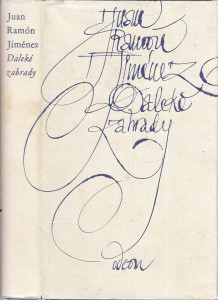 Juan
Ramón
Jiménez
Daleké
zahrady
Juan
Ramón
Jiménez
Daleké
zahrady
odeon